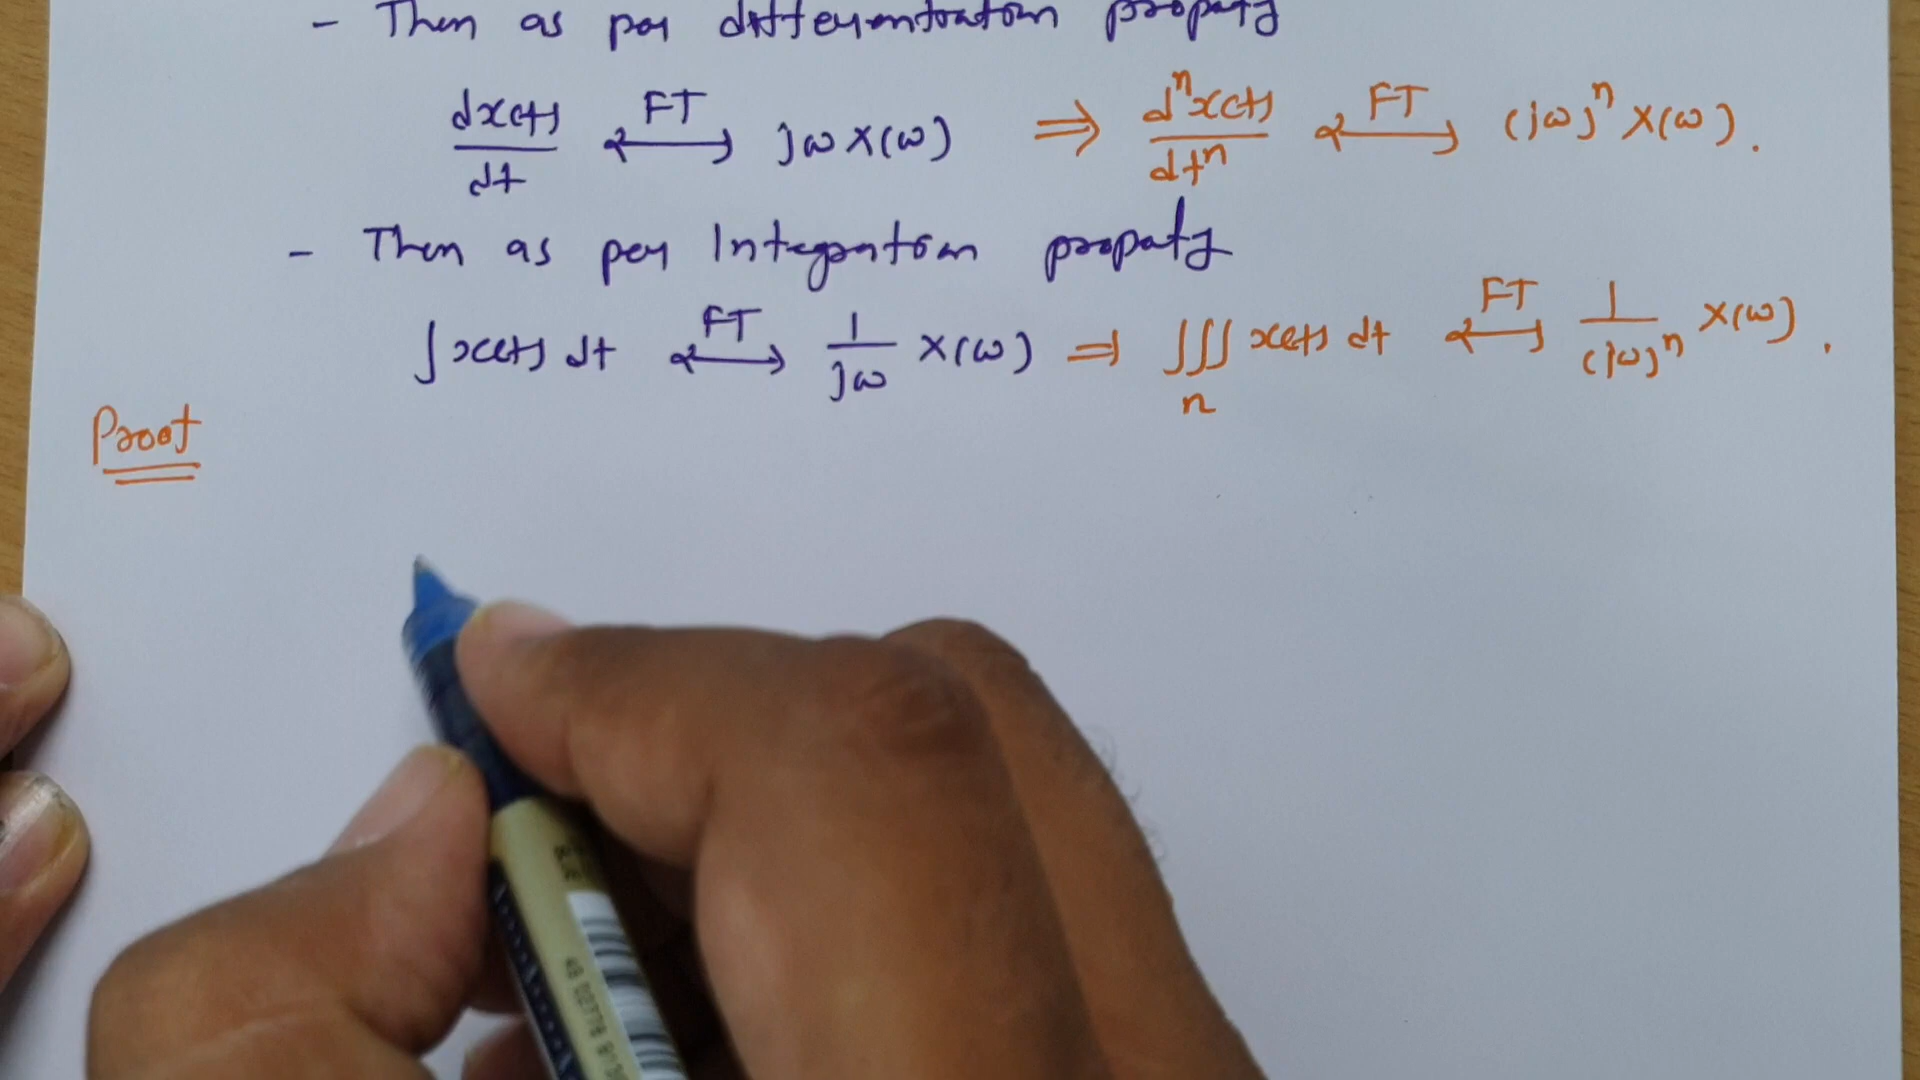 - Then as per differentiation property
dx(t)/dt <-FT-> jω X(ω) ⇒ dⁿx(t)/dtⁿ <-FT-> (jω)ⁿ X(ω).
- Then as per Integration property
∫x(t) dt <-FT-> 1/jω X(ω) ⇒ ∫∫∫ x(t) dt <-FT-> 1/(jω)ⁿ X(ω).
n
Proof